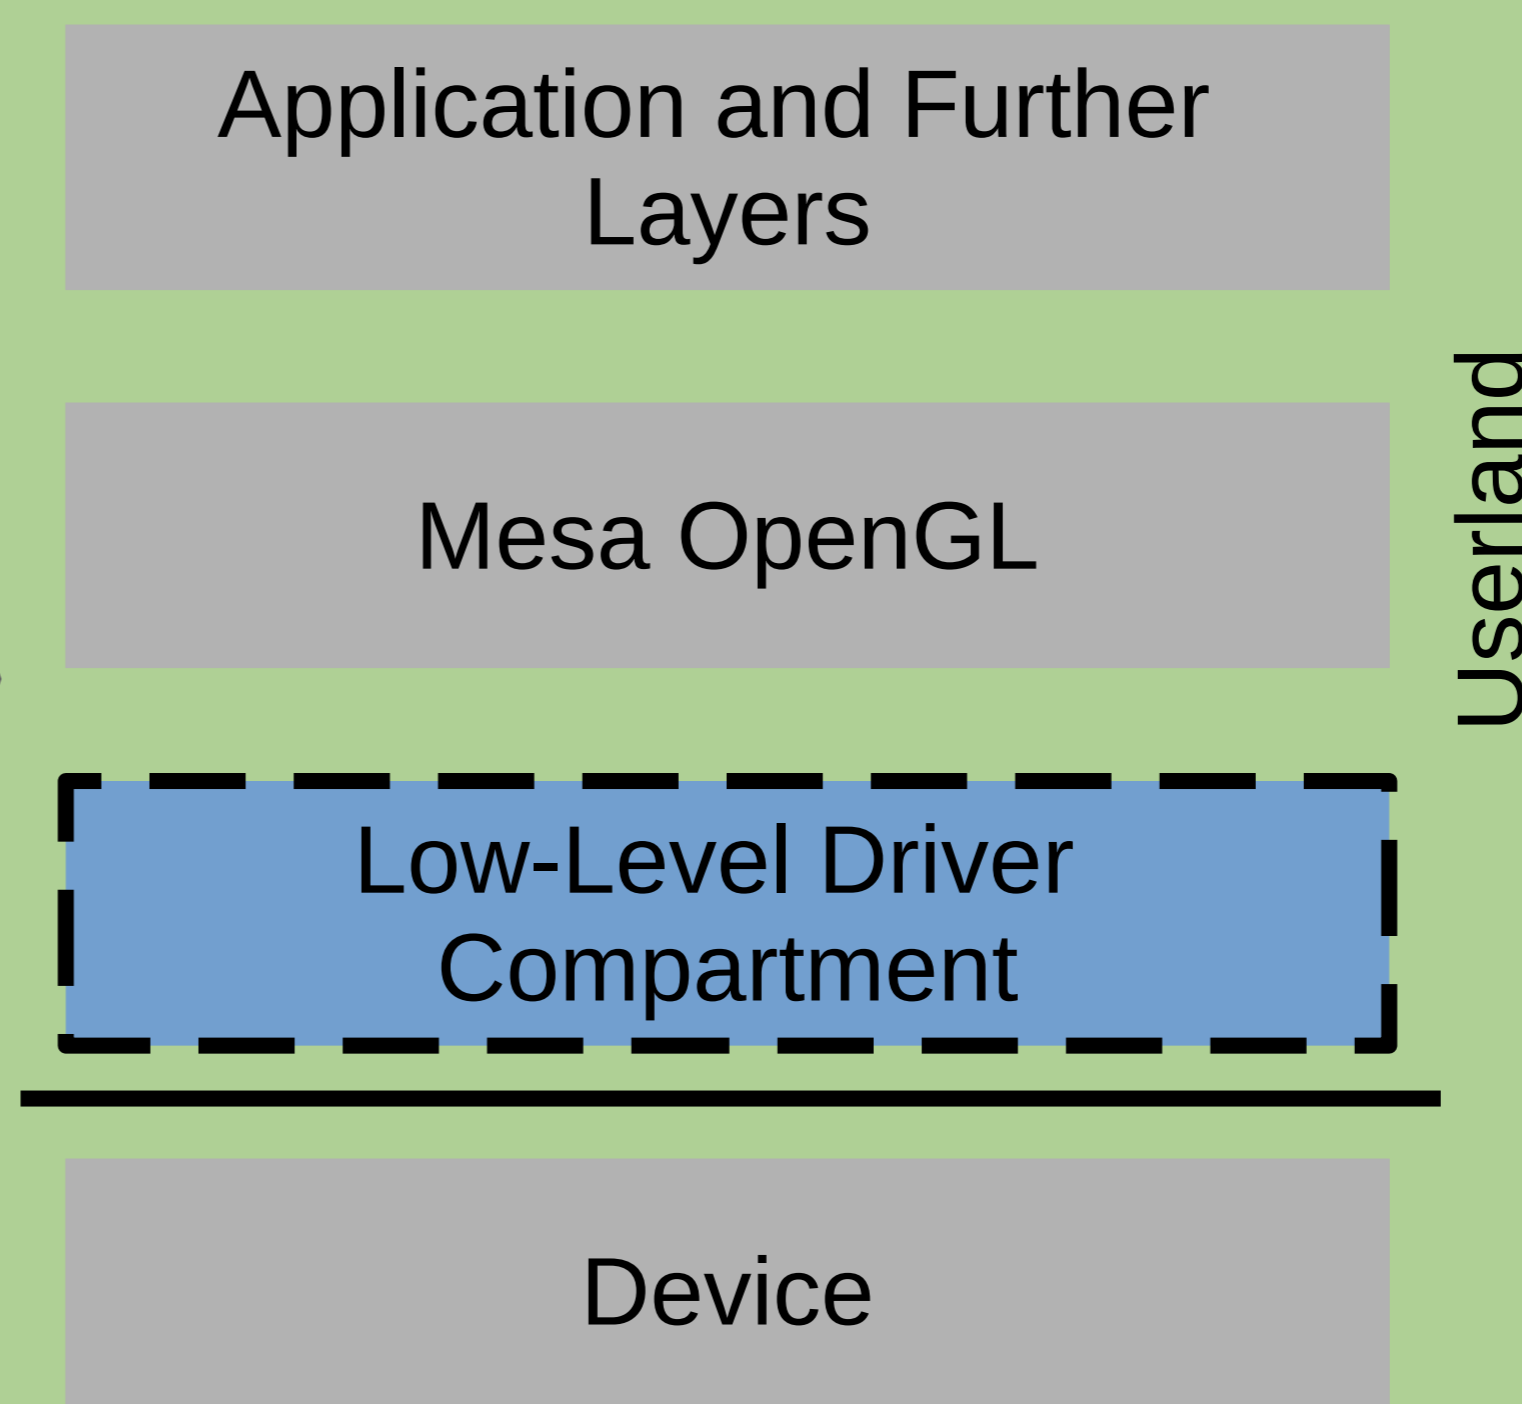 Application and Further
Layers
Mesa OpenGL
Userland
Low-Level Driver
Compartment
Device